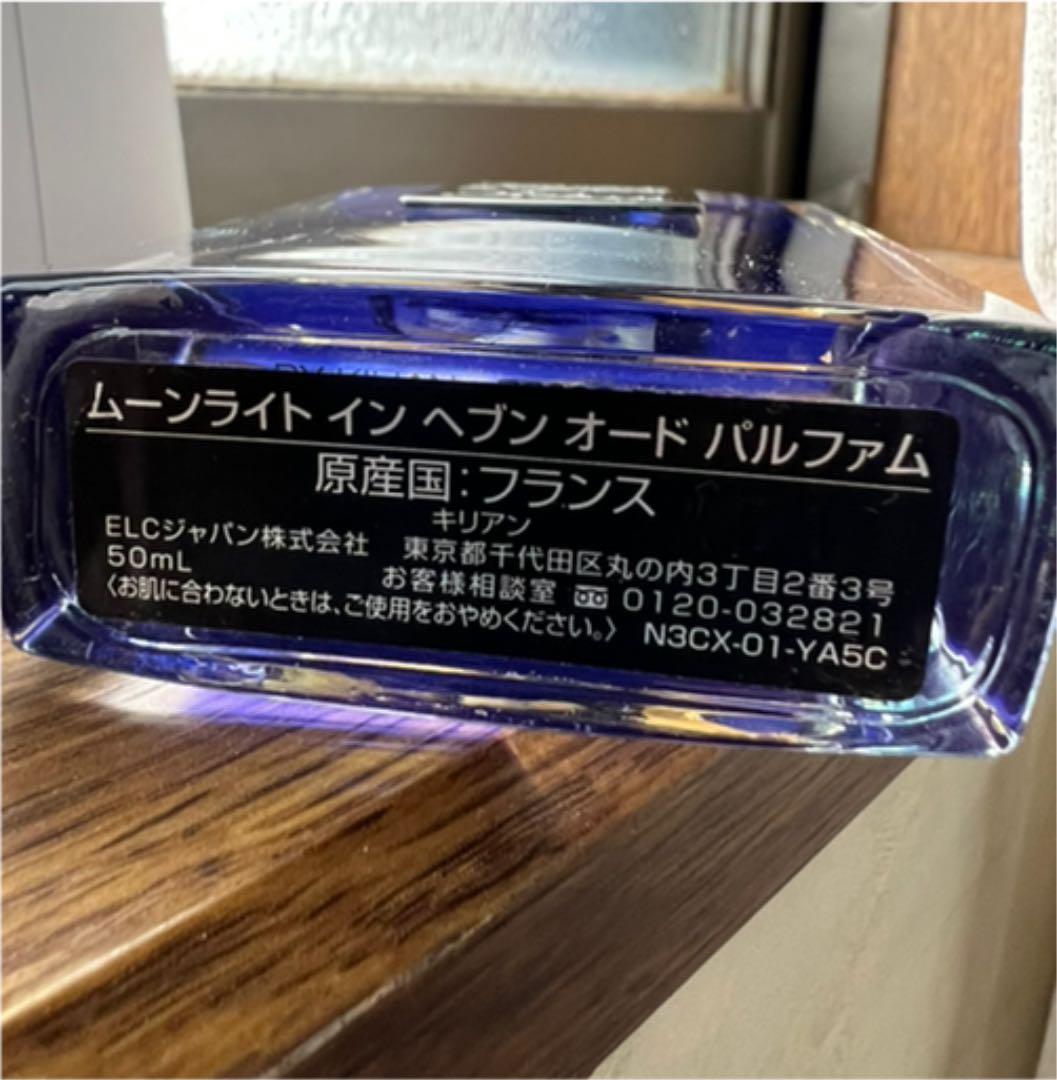 ムーンライト イン ヘブン オード パルファム
原産国：フランス
キリアン
ELCジャパン株式会社 東京都千代田区丸の内3丁目2番3号
50mL お客様相談室 0120-032821
〈お肌に合わないときは、ご使用をおやめください。〉 N3CX-01-YA5C